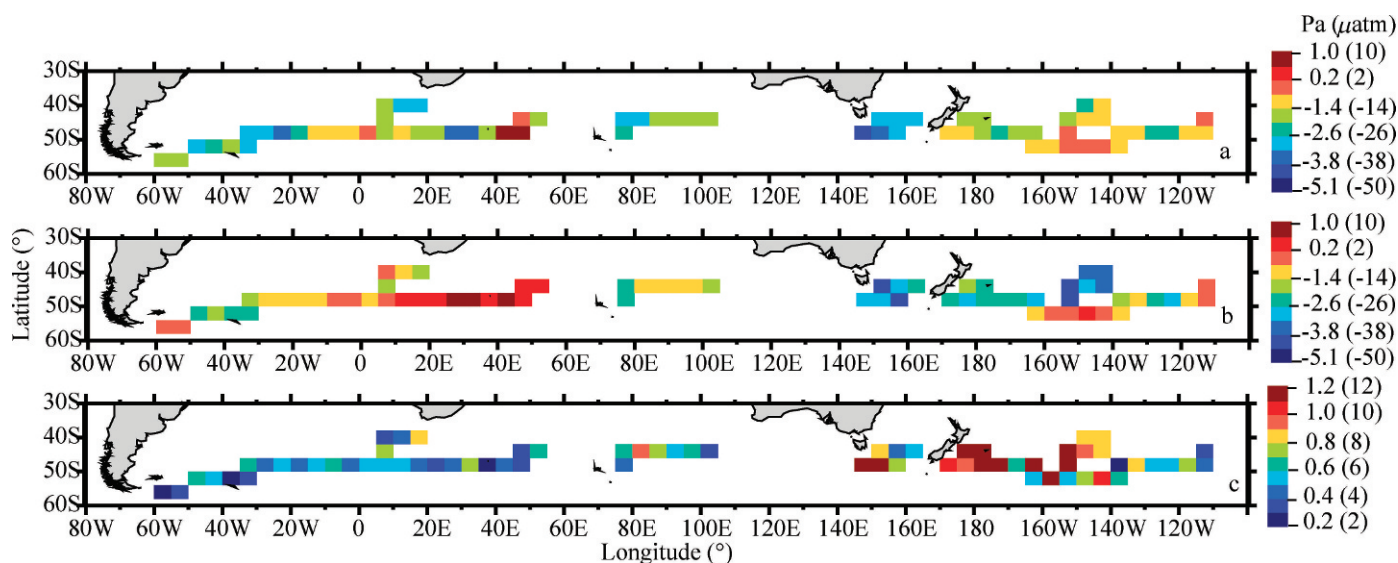 Pa (μatm)
30S
40S
50S
60S
1.0 (10)
0.2 (2)
-1.4 (-14)
-2.6 (-26)
-3.8 (-38)
-5.1 (-50)
a
80W 60W 40W 20W 0 20E 40E 60E 80E 100E 120E 140E 160E 180 160W 140W 120W
Latitude (°)
30S
40S
50S
60S
1.0 (10)
0.2 (2)
-1.4 (-14)
-2.6 (-26)
-3.8 (-38)
-5.1 (-50)
b
80W 60W 40W 20W 0 20E 40E 60E 80E 100E 120E 140E 160E 180 160W 140W 120W
30S
40S
50S
60S
1.2 (12)
1.0 (10)
0.8 (8)
0.6 (6)
0.4 (4)
0.2 (2)
c
80W 60W 40W 20W 0 20E 40E 60E 80E 100E 120E 140E 160E 180 160W 140W 120W
Longitude (°)